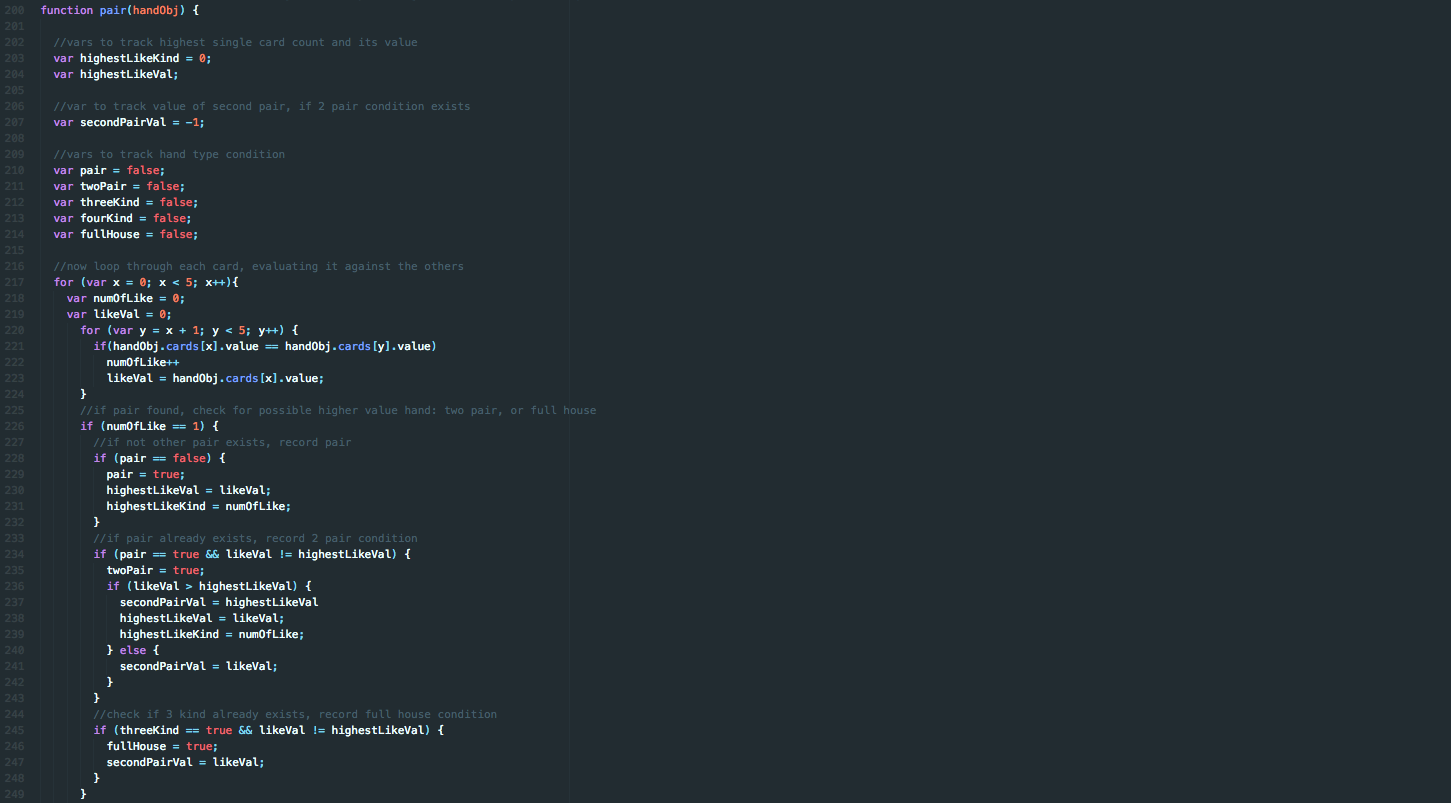 200 function pair(handObj) {
201
202 //vars to track highest single card count and its value
203 var highestLikeKind = 0;
204 var highestLikeVal;
205
206 //var to track value of second pair, if 2 pair condition exists
207 var secondPairVal = -1;
208
209 //vars to track hand type condition
210 var pair = false;
211 var twoPair = false;
212 var threeKind = false;
213 var fourKind = false;
214 var fullHouse = false;
215
216 //now loop through each card, evaluating it against the others
217 for (var x = 0; x < 5; x++){
218 var numOfLike = 0;
219 var likeVal = 0;
220 for (var y = x + 1; y < 5; y++) {
221 if(handObj.cards[x].value == handObj.cards[y].value)
222 numOfLike++
223 likeVal = handObj.cards[x].value;
224 }
225 //if pair found, check for possible higher value hand: two pair, or full house
226 if (numOfLike == 1) {
227 //if not other pair exists, record pair
228 if (pair == false) {
229 pair = true;
230 highestLikeVal = likeVal;
231 highestLikeKind = numOfLike;
232 }
233 //if pair already exists, record 2 pair condition
234 if (pair == true && likeVal != highestLikeVal) {
235 twoPair = true;
236 if (likeVal > highestLikeVal) {
237 secondPairVal = highestLikeVal
238 highestLikeVal = likeVal;
239 highestLikeKind = numOfLike;
240 } else {
241 secondPairVal = likeVal;
242 }
243 }
244 //check if 3 kind already exists, record full house condition
245 if (threeKind == true && likeVal != highestLikeVal) {
246 fullHouse = true;
247 secondPairVal = likeVal;
248 }
249 }